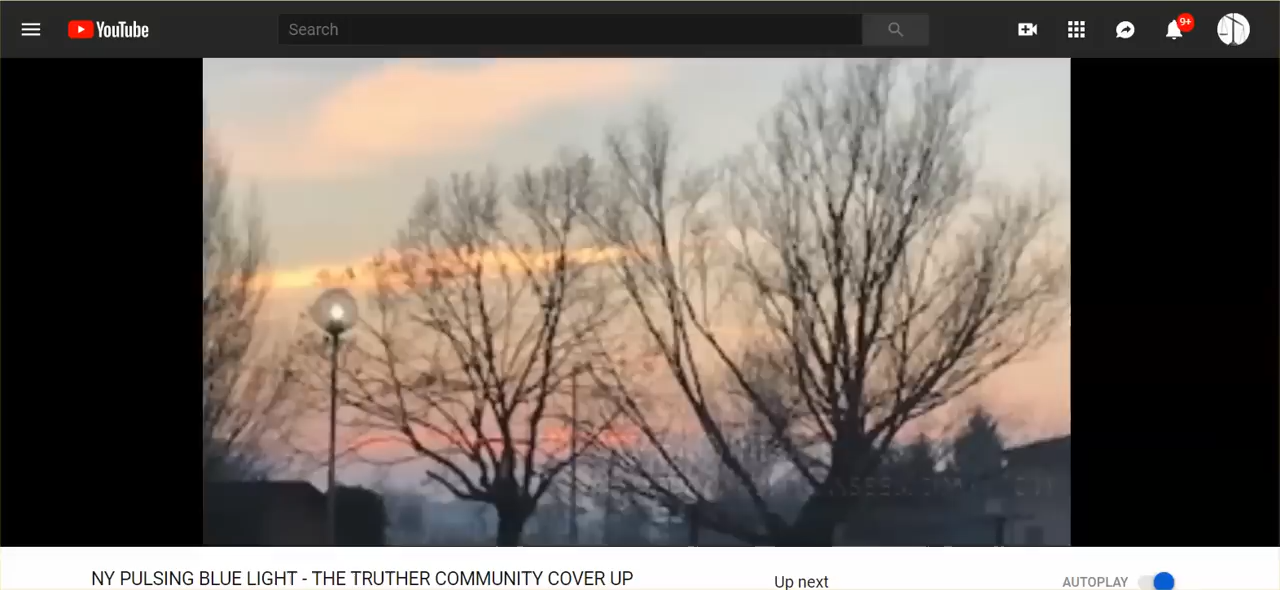 YouTube
Search
9+
NY PULSING BLUE LIGHT - THE TRUTHER COMMUNITY COVER UP
Up next
AUTOPLAY